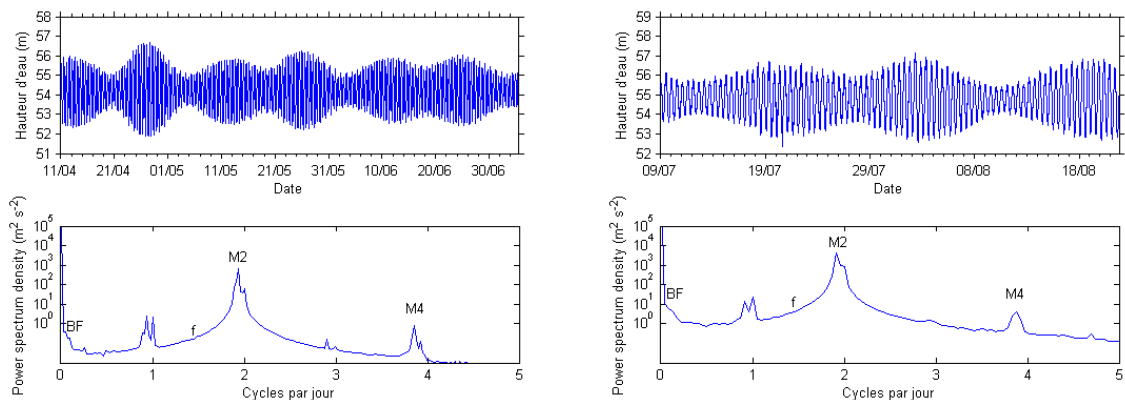 58
57
56
55
54
53
52
51
Hauteur d'eau (m)
11/04 21/04 01/05 11/05 21/05 31/05 10/06 20/06 30/06
Date
59
58
57
56
55
54
53
52
Hauteur d'eau (m)
09/07 19/07 29/07 08/08 18/08
Date
Power spectrum density (m² s-²)
10⁵
10⁴
10³
10²
10¹
10⁰
BF
f
M2
M4
0 1 2 3 4 5
Cycles par jour
Power spectrum density (m² s-²)
10⁵
10⁴
10³
10²
10¹
10⁰
BF
f
M2
M4
0 1 2 3 4 5
Cycles par jour